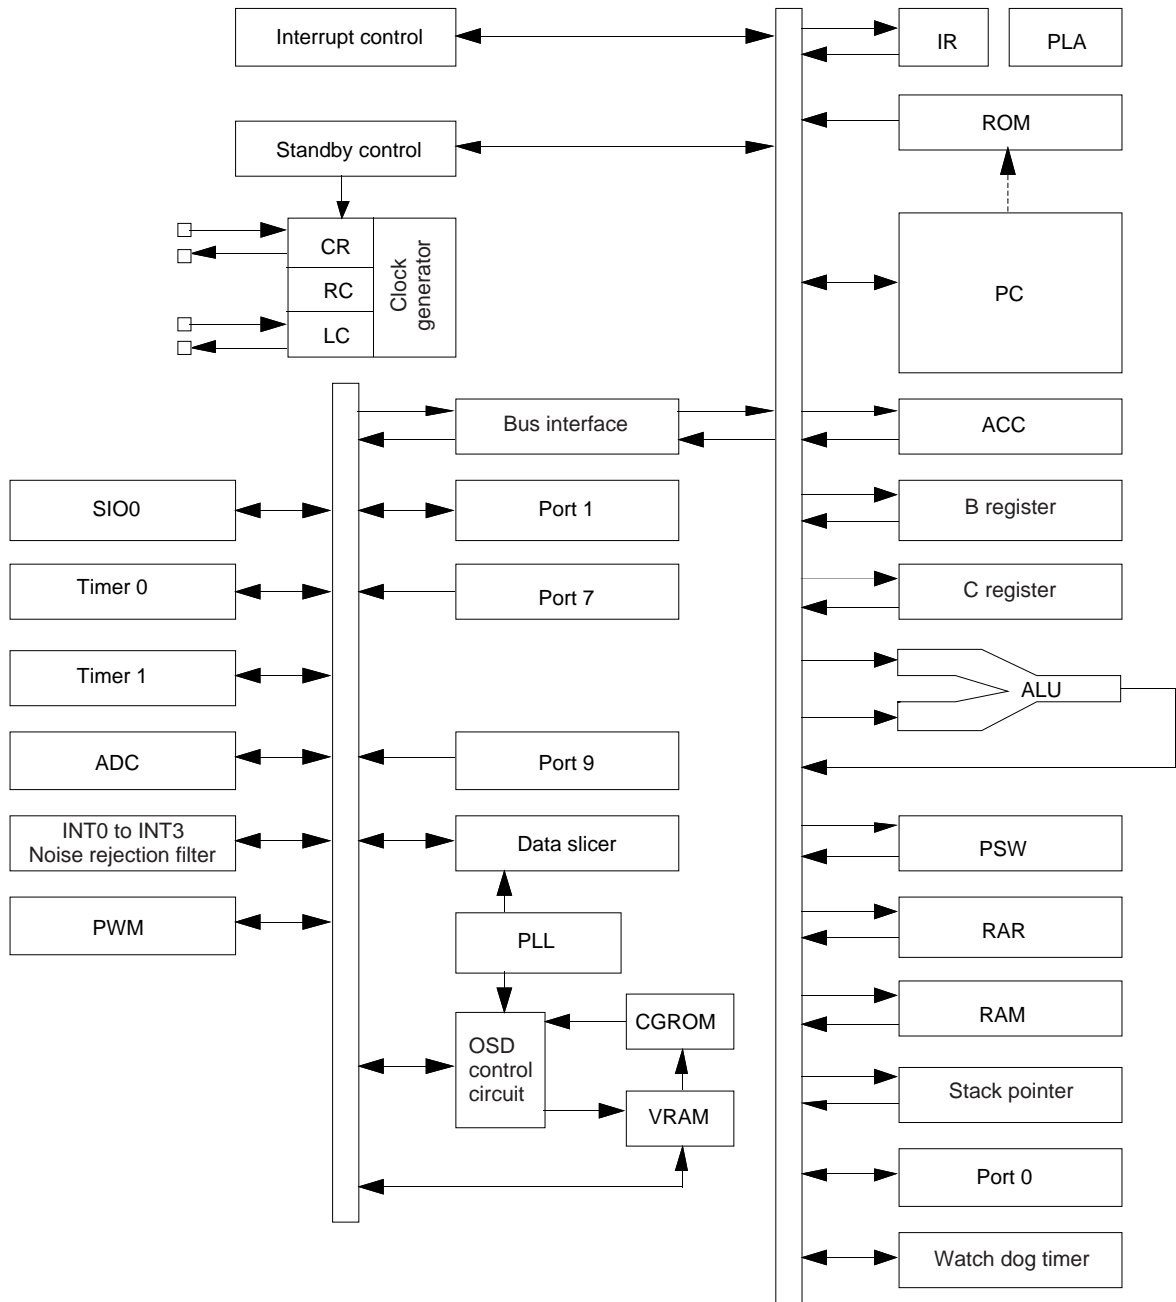 Interrupt control
IR
PLA
Standby control
ROM
CR
RC
LC
Clock
generator
PC
Bus interface
ACC
SIO0
Port 1
B register
Timer 0
Port 7
C register
Timer 1
ALU
ADC
Port 9
INT0 to INT3
Noise rejection filter
Data slicer
PSW
PWM
PLL
RAR
CGROM
RAM
OSD
control
circuit
VRAM
Stack pointer
Port 0
Watch dog timer